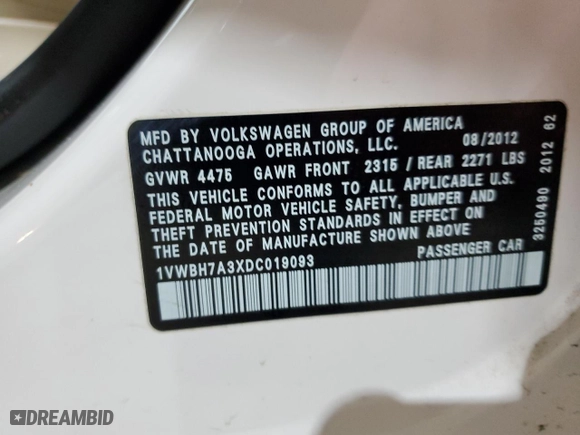 MFD BY VOLKSWAGEN GROUP OF AMERICA
CHATTANOOGA OPERATIONS, LLC. 08/2012
GVWR 4475 GAWR FRONT 2315 / REAR 2271 LBS
THIS VEHICLE CONFORMS TO ALL APPLICABLE U.S.
FEDERAL MOTOR VEHICLE SAFETY, BUMPER AND
THEFT PREVENTION STANDARDS IN EFFECT ON
THE DATE OF MANUFACTURE SHOWN ABOVE
1VWBH7A3XDC019093 PASSENGER CAR
3250490 2012 62
DREAMBID